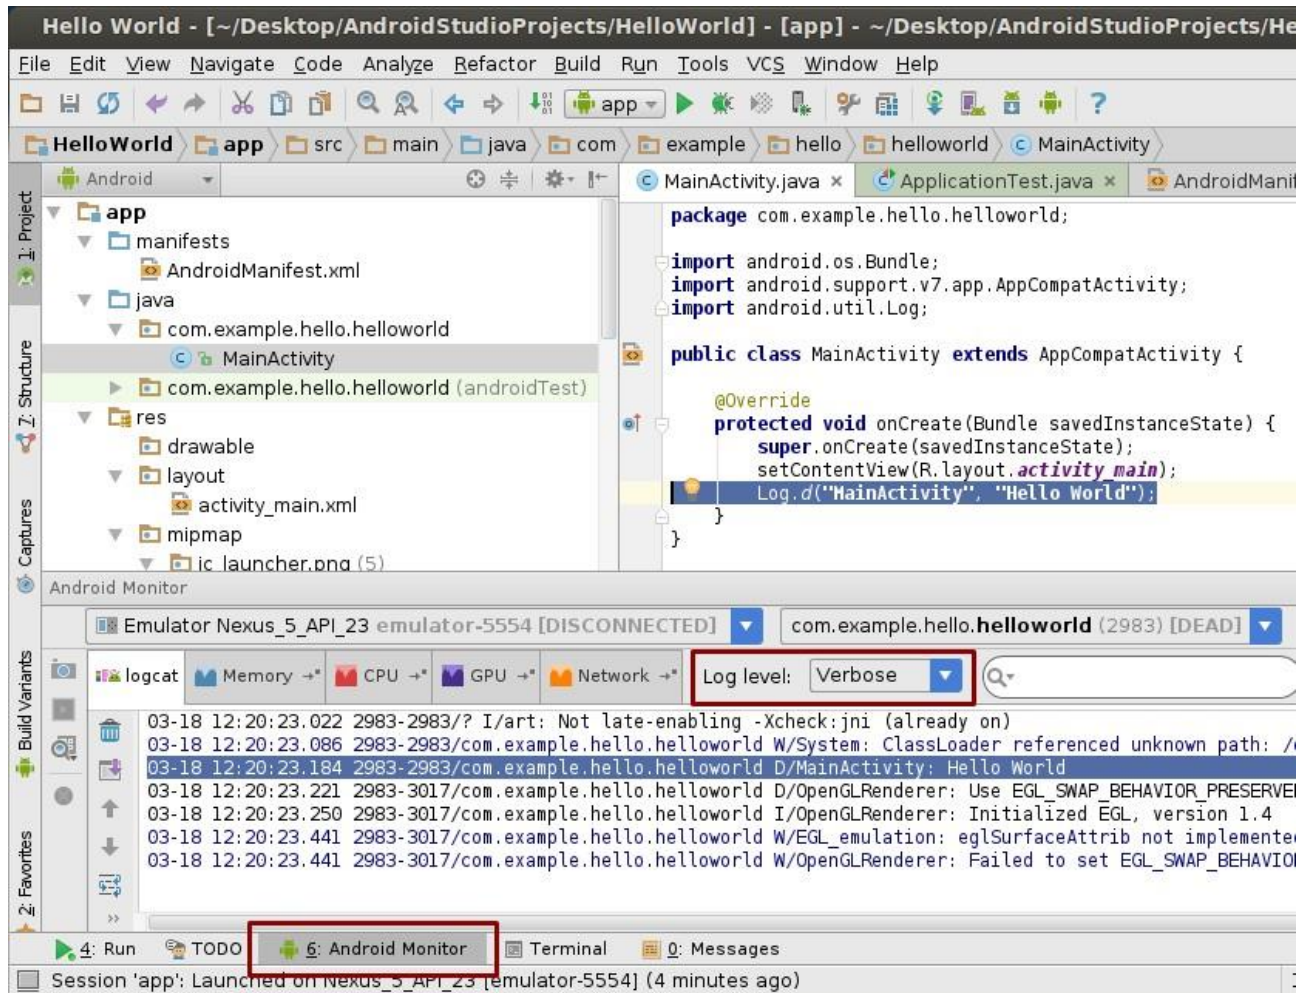 Hello World - [~/Desktop/AndroidStudioProjects/HelloWorld] - [app] - ~/Desktop/AndroidStudioProjects/He
File Edit View Navigate Code Analyze Refactor Build Run Tools VCS Window Help
app
HelloWorld app src main java com example hello helloworld MainActivity
Android MainActivity.java ApplicationTest.java AndroidManif
1: Project
7: Structure
Captures
Build Variants
2: Favorites
app
manifests
AndroidManifest.xml
java
com.example.hello.helloworld
MainActivity
com.example.hello.helloworld (androidTest)
res
drawable
layout
activity_main.xml
mipmap
ic_launcher.png (5)
package com.example.hello.helloworld;
import android.os.Bundle;
import android.support.v7.app.AppCompatActivity;
import android.util.Log;
public class MainActivity extends AppCompatActivity {
@Override
protected void onCreate(Bundle savedInstanceState) {
super.onCreate(savedInstanceState);
setContentView(R.layout.activity_main);
Log.d("MainActivity", "Hello World");
}
}
Android Monitor
Emulator Nexus_5_API_23 emulator-5554 [DISCONNECTED] com.example.hello.helloworld (2983) [DEAD]
logcat Memory CPU GPU Network Log level: Verbose
03-18 12:20:23.022 2983-2983/? I/art: Not late-enabling -Xcheck:jni (already on)
03-18 12:20:23.086 2983-2983/com.example.hello.helloworld W/System: ClassLoader referenced unknown path: /
03-18 12:20:23.184 2983-2983/com.example.hello.helloworld D/MainActivity: Hello World
03-18 12:20:23.221 2983-3017/com.example.hello.helloworld D/OpenGLRenderer: Use EGL_SWAP_BEHAVIOR_PRESERVE
03-18 12:20:23.250 2983-3017/com.example.hello.helloworld I/OpenGLRenderer: Initialized EGL, version 1.4
03-18 12:20:23.441 2983-3017/com.example.hello.helloworld W/EGL_emulation: eglSurfaceAttrib not implemente
03-18 12:20:23.441 2983-3017/com.example.hello.helloworld W/OpenGLRenderer: Failed to set EGL_SWAP_BEHAVIO
4: Run TODO 6: Android Monitor Terminal 0: Messages
Session 'app': Launched on Nexus_5_API_23 [emulator-5554] (4 minutes ago)